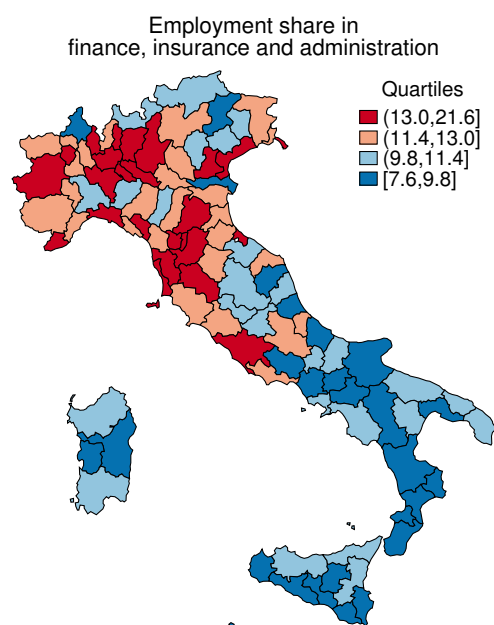 Employment share in
finance, insurance and administration
Quartiles
(13.0,21.6]
(11.4,13.0]
(9.8,11.4]
[7.6,9.8]